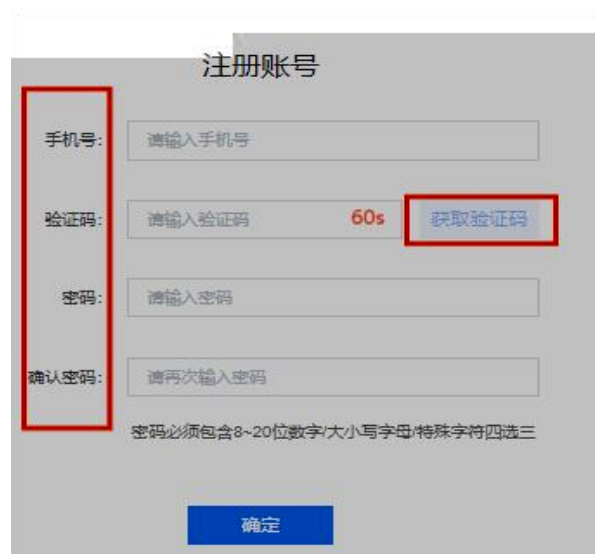 注册账号
手机号: 请输入手机号
验证码: 请输入验证码 60s 获取验证码
密码: 请输入密码
确认密码: 请再次输入密码
密码必须包含8~20位数字/大小写字母/特殊字符四选三
确定